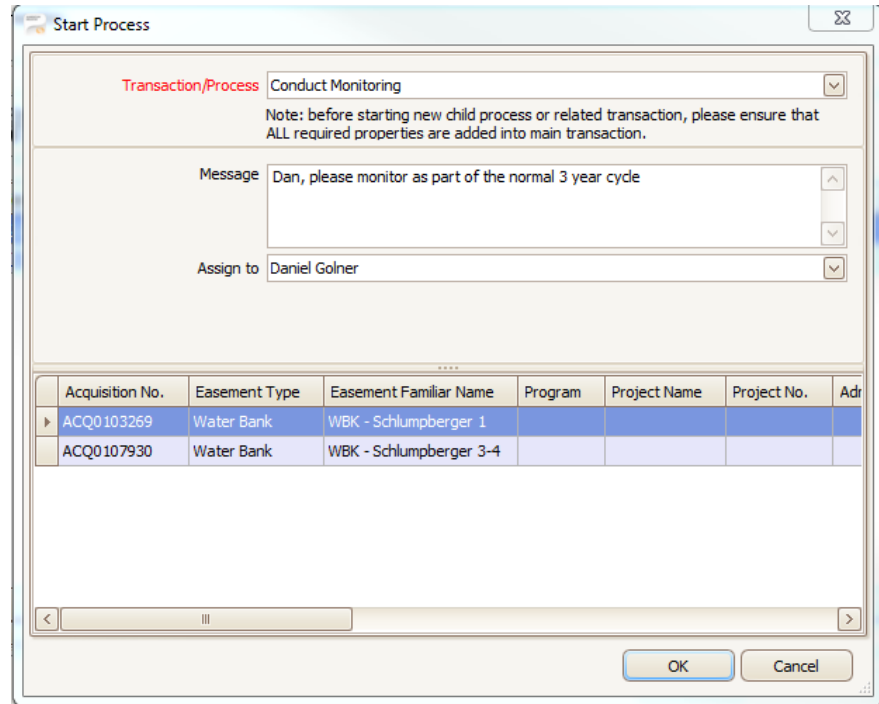 Start Process
Transaction/Process Conduct Monitoring
Note: before starting new child process or related transaction, please ensure that
ALL required properties are added into main transaction.
Message Dan, please monitor as part of the normal 3 year cycle
Assign to Daniel Golner
Acquisition No. Easement Type Easement Familiar Name Program Project Name Project No. Adr
ACQ0103269 Water Bank WBK - Schlumpberger 1
ACQ0107930 Water Bank WBK - Schlumpberger 3-4
OK Cancel